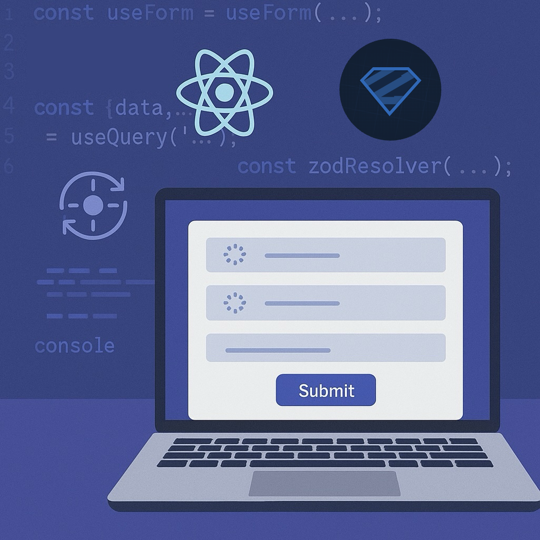 1 const useForm = useForm(...);
2
3
4 const {data,...
5 = useQuery('...');
6 const zodResolver(...);
console
Submit